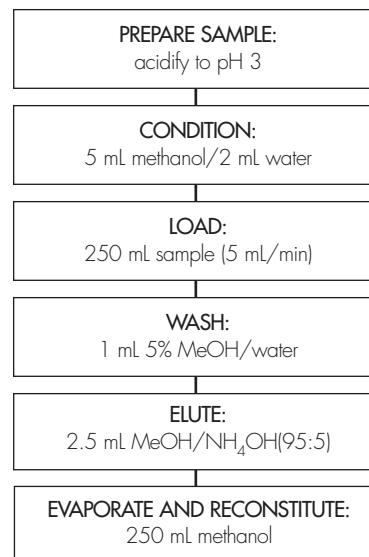 PREPARE SAMPLE:
acidify to pH 3
CONDITION:
5 mL methanol/2 mL water
LOAD:
250 mL sample (5 mL/min)
WASH:
1 mL 5% MeOH/water
ELUTE:
2.5 mL MeOH/NH₄OH(95:5)
EVAPORATE AND RECONSTITUTE:
250 mL methanol